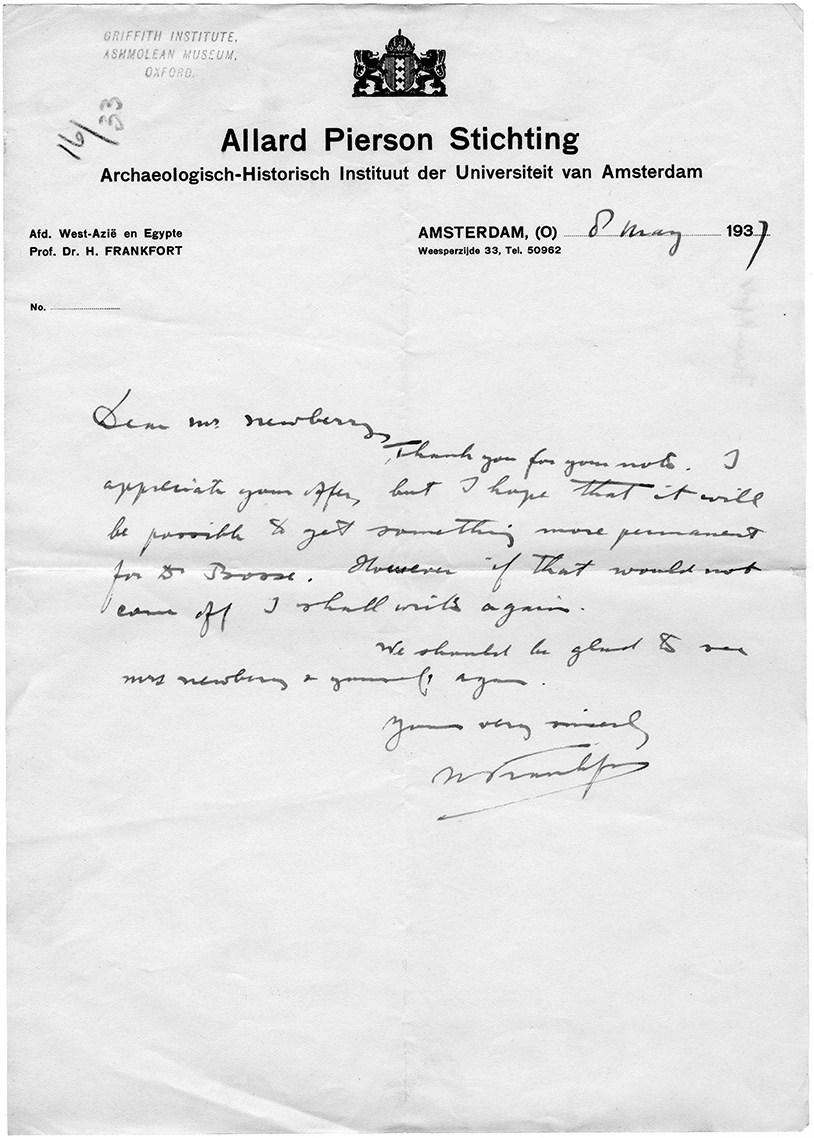 GRIFFITH INSTITUTE,
ASHMOLEAN MUSEUM,
OXFORD.
16/33
Allard Pierson Stichting
Archaeologisch-Historisch Instituut der Universiteit van Amsterdam
Afd. West-Azië en Egypte
Prof. Dr. H. FRANKFORT
AMSTERDAM, (O) 8 May 1937
Weesperzijde 33, Tel. 50962
No.
Dear Mr. Newberry,
Thank you for your note. I
appreciate your offer, but I hope that it will
be possible to get something more permanent
for Dr Bosse. However if that would not
come off I shall write again.
We should be glad to see
Mrs Newberry & yourself again.
Yours very sincerely
H Frankfort